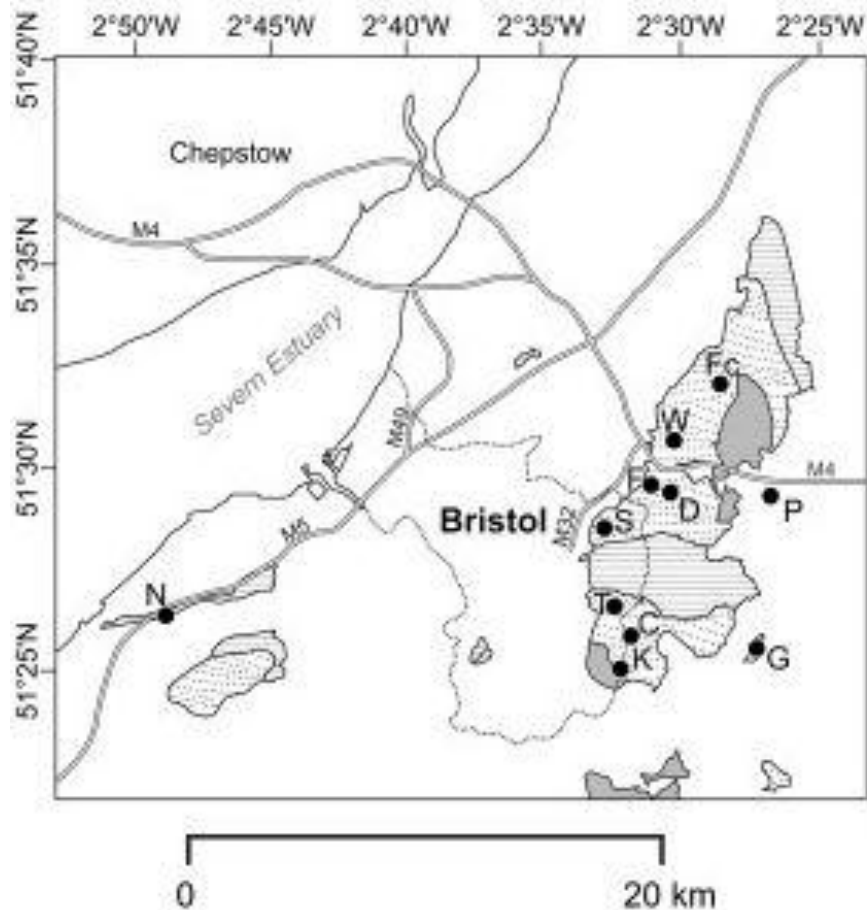 2°50'W 2°45'W 2°40'W 2°35'W 2°30'W 2°25'W
51°40'N
Chepstow
M4
51°35'N
Severn Estuary
Fc
M49
W
51°30'N
M4
F
D
P
Bristol
M32
S
M5
N
T
C
G
K
51°25'N
0 20 km